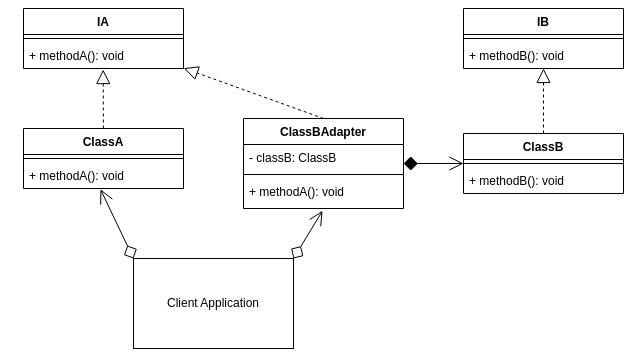 IA
+ methodA(): void
IB
+ methodB(): void
ClassA
+ methodA(): void
ClassBAdapter
- classB: ClassB
+ methodA(): void
ClassB
+ methodB(): void
Client Application